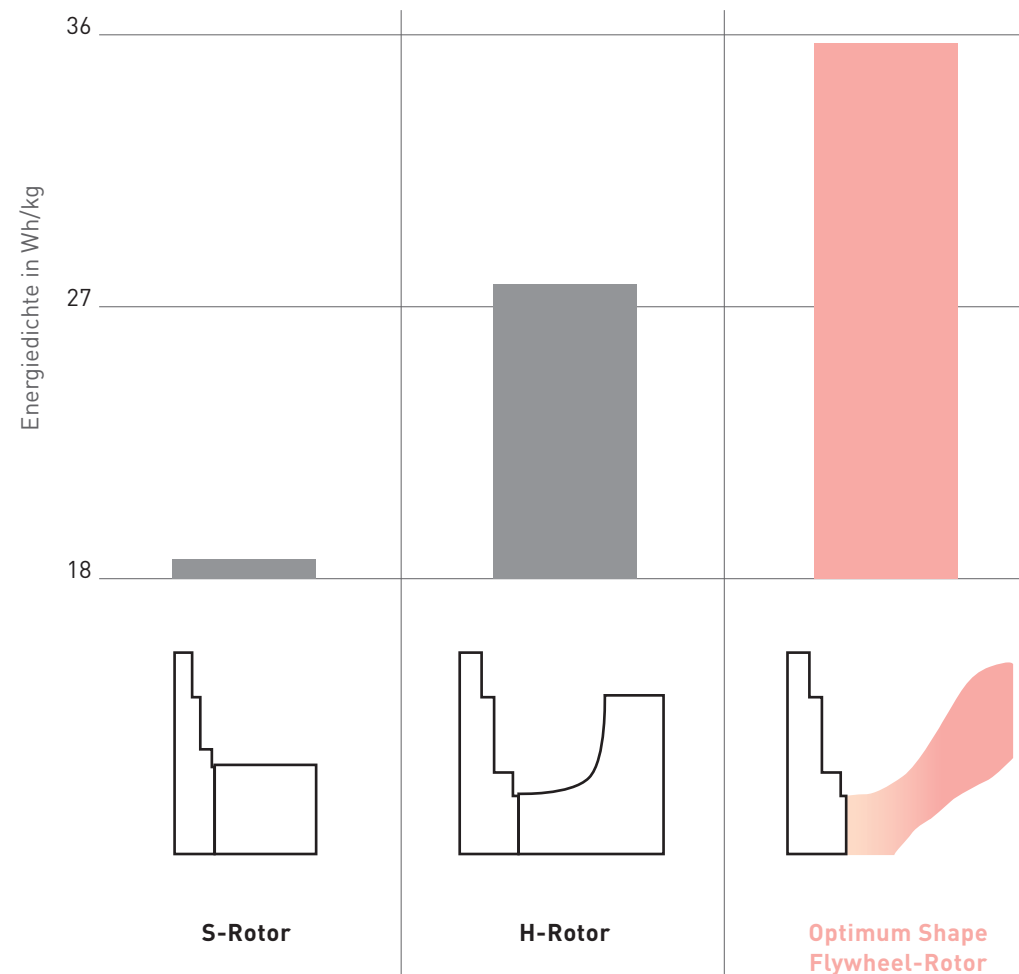 36
Energiedichte in Wh/kg
27
18
S-Rotor
H-Rotor
Optimum Shape
Flywheel-Rotor